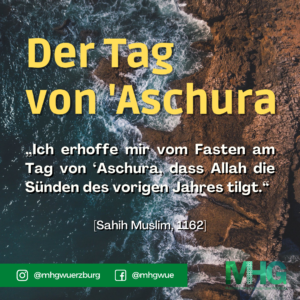 Der Tag
von 'Aschura
„Ich erhoffe mir vom Fasten am
Tag von ‘Aschura, dass Allah die
Sünden des vorigen Jahres tilgt.“
[Sahih Muslim, 1162]
@mhgwuerzburg
@mhgwue
MHG